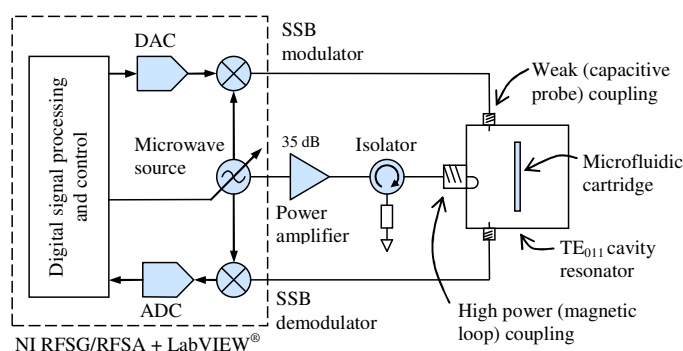 DAC
SSB
modulator
Weak (capacitive
probe) coupling
Digital signal processing
and control
Microwave
source
35 dB
Isolator
Microfluidic
cartridge
Power
amplifier
TE₀₁₁ cavity
resonator
ADC
SSB
demodulator
High power (magnetic
loop) coupling
NI RFSG/RFSA + LabVIEW®